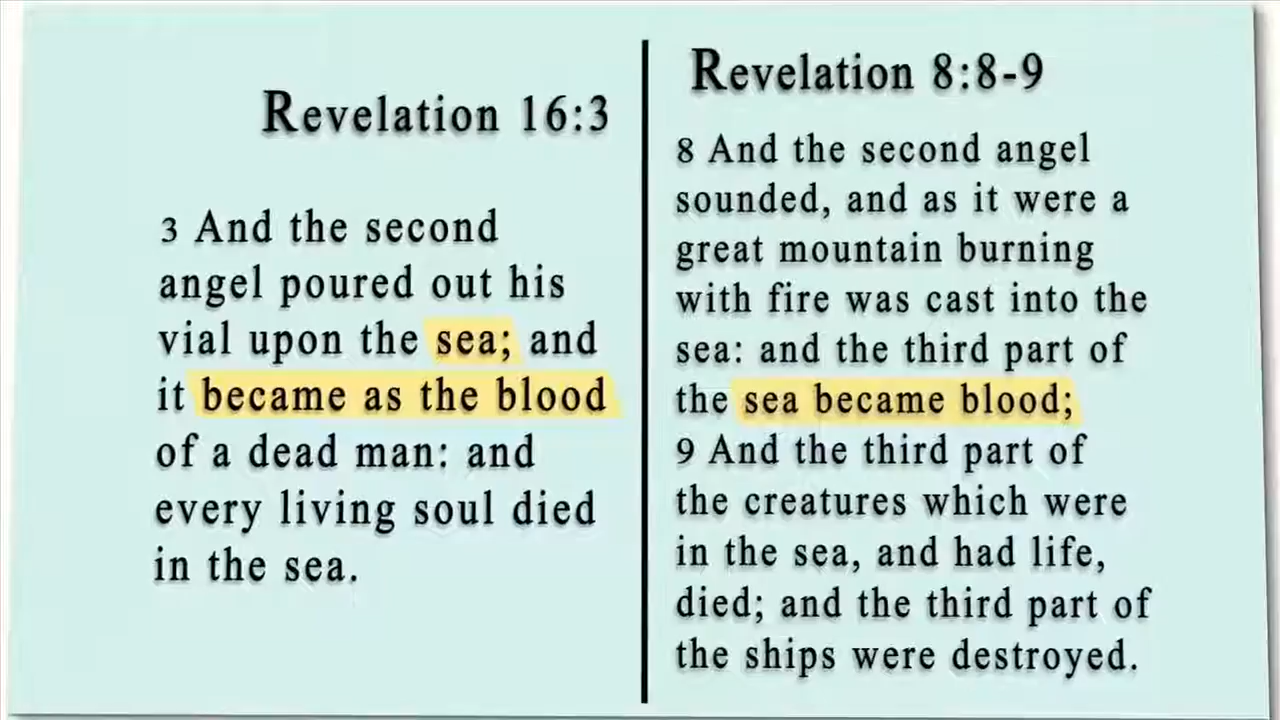 Revelation 16:3
3 And the second
angel poured out his
vial upon the sea; and
it became as the blood
of a dead man: and
every living soul died
in the sea.
Revelation 8:8-9
8 And the second angel
sounded, and as it were a
great mountain burning
with fire was cast into the
sea: and the third part of
the sea became blood;
9 And the third part of
the creatures which were
in the sea, and had life,
died; and the third part of
the ships were destroyed.